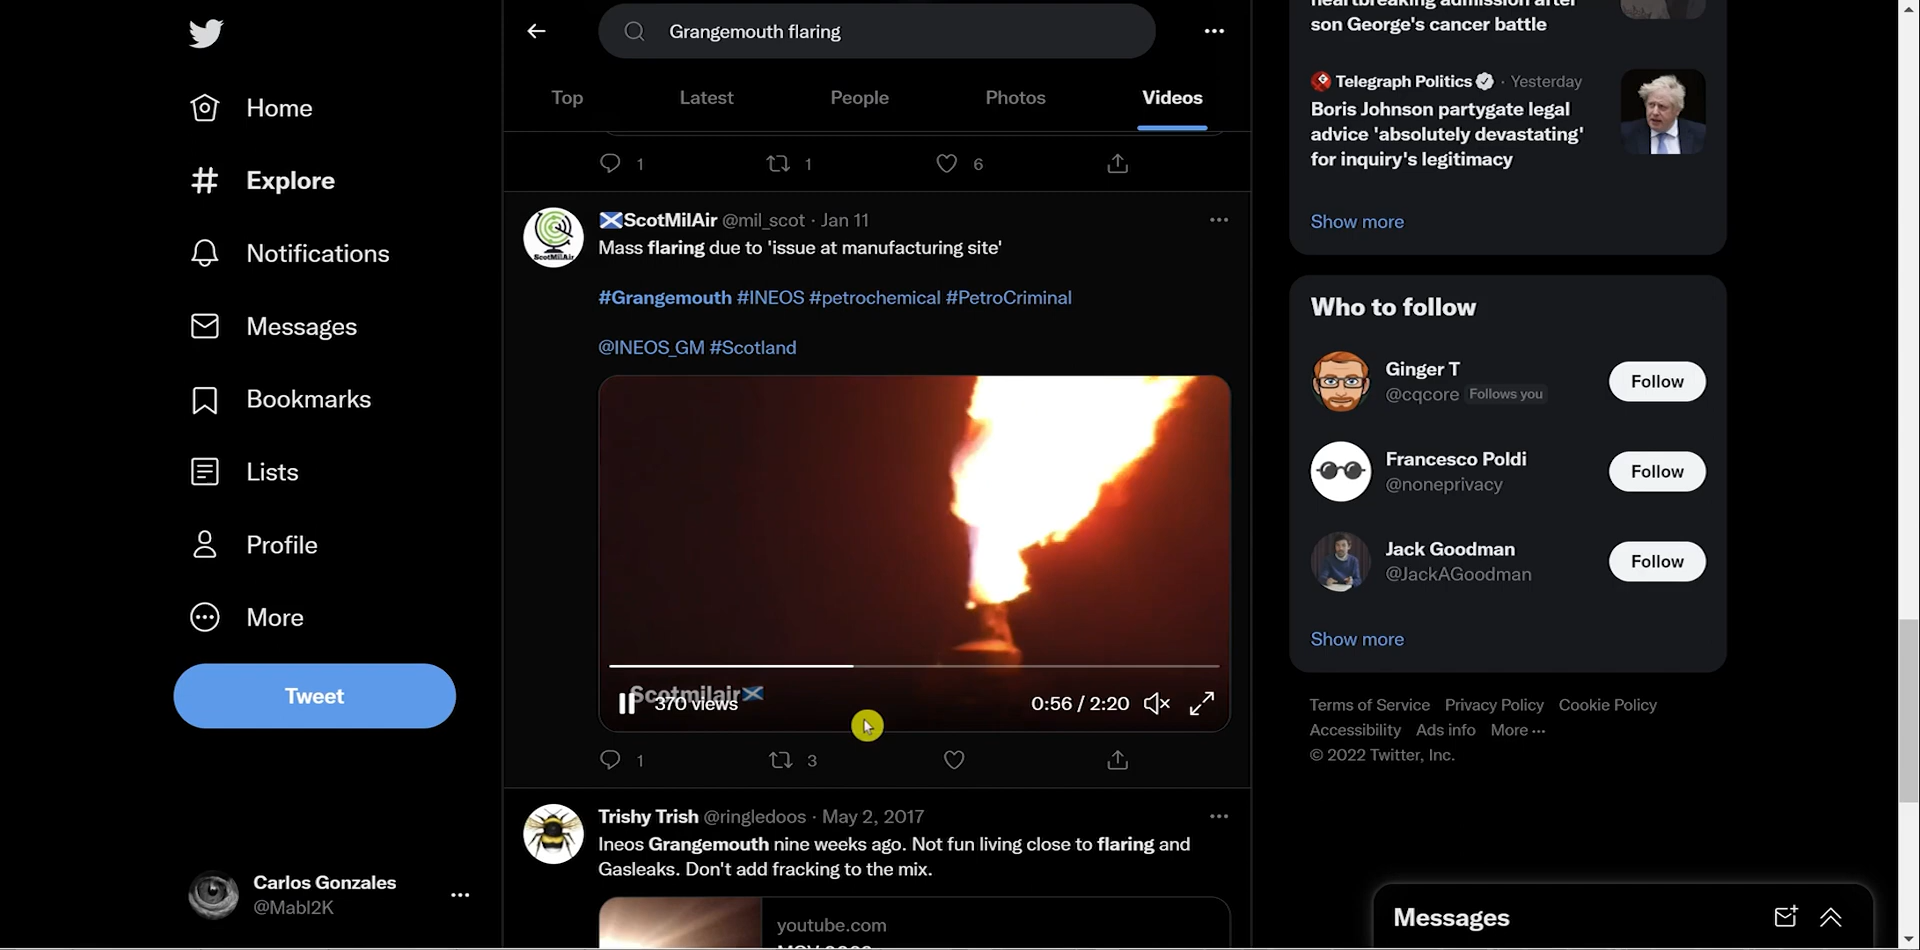 Home
Explore
Notifications
Messages
Bookmarks
Lists
Profile
More
Tweet
Carlos Gonzales
@Mabl2K
Grangemouth flaring
Top
Latest
People
Photos
Videos
1
1
6
ScotMilAir @mil_scot · Jan 11
Mass flaring due to 'issue at manufacturing site'
#Grangemouth #INEOS #petrochemical #PetroCriminal
@INEOS_GM #Scotland
ScotMilAir
Scotmilair
370 views
0:56 / 2:20
1
3
Trishy Trish @ringledoos · May 2, 2017
Ineos Grangemouth nine weeks ago. Not fun living close to flaring and
Gasleaks. Don't add fracking to the mix.
youtube.com
son George's cancer battle
Telegraph Politics · Yesterday
Boris Johnson partygate legal
advice 'absolutely devastating'
for inquiry's legitimacy
Show more
Who to follow
Ginger T
@cqcore Follows you
Follow
Francesco Poldi
@noneprivacy
Follow
Jack Goodman
@JackAGoodman
Follow
Show more
Terms of Service Privacy Policy Cookie Policy
Accessibility Ads info More ···
© 2022 Twitter, Inc.
Messages